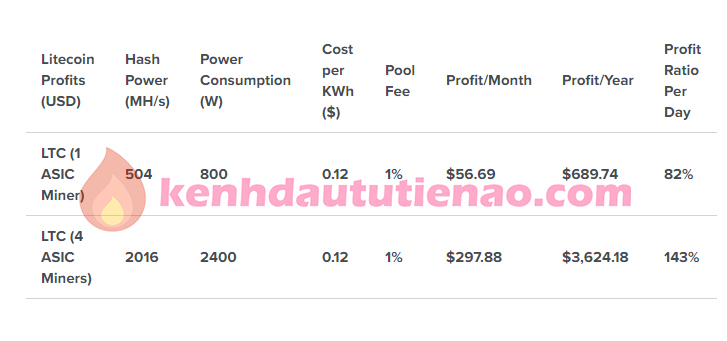 Litecoin Profits (USD) Hash Power (MH/s) Power Consumption (W) Cost per KWh ($) Pool Fee Profit/Month Profit/Year Profit Ratio Per Day
LTC (1 ASIC Miner) 504 800 0.12 1% $56.69 $689.74 82%
kenhdaututienao.com
LTC (4 ASIC Miners) 2016 2400 0.12 1% $297.88 $3,624.18 143%